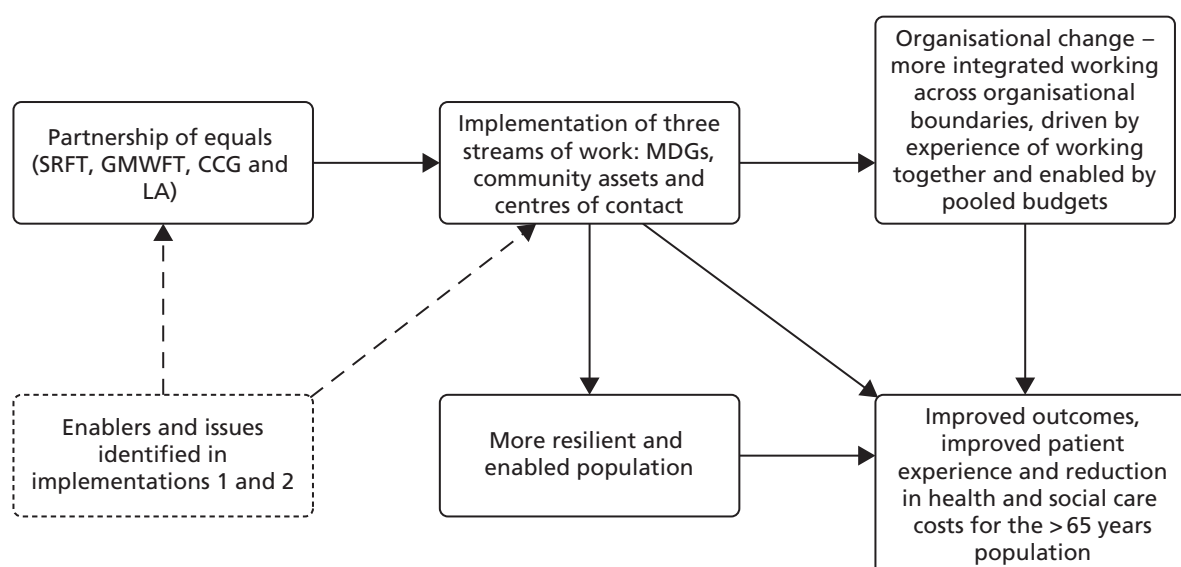 Partnership of equals
(SRFT, GMWFT, CCG and
LA)
Implementation of three
streams of work: MDGs,
community assets and
centres of contact
Organisational change –
more integrated working
across organisational
boundaries, driven by
experience of working
together and enabled by
pooled budgets
Enablers and issues
identified in
implementations 1 and 2
More resilient and
enabled population
Improved outcomes,
improved patient
experience and reduction
in health and social care
costs for the > 65 years
population